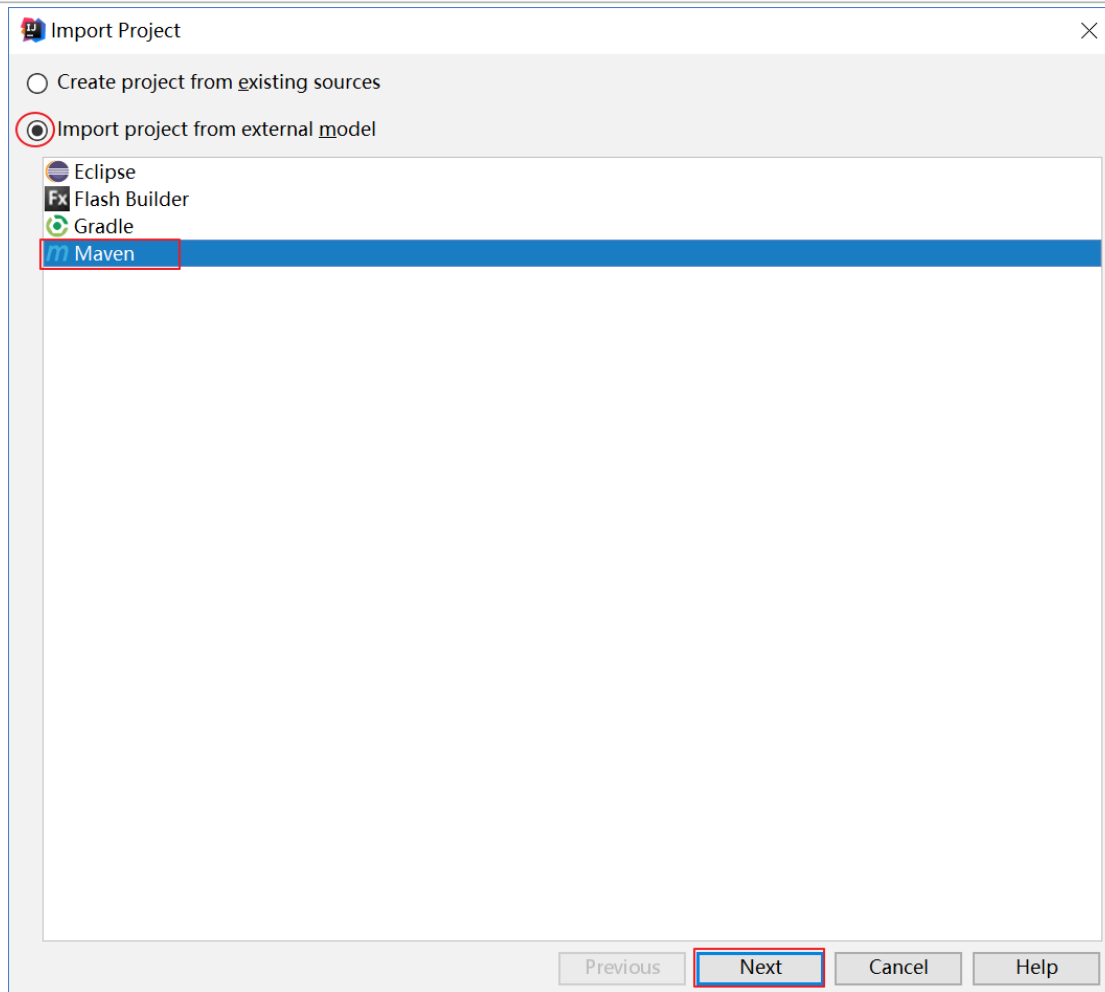 Import Project
Create project from existing sources
Import project from external model
Eclipse
Fx Flash Builder
Gradle
m Maven
Previous Next Cancel Help